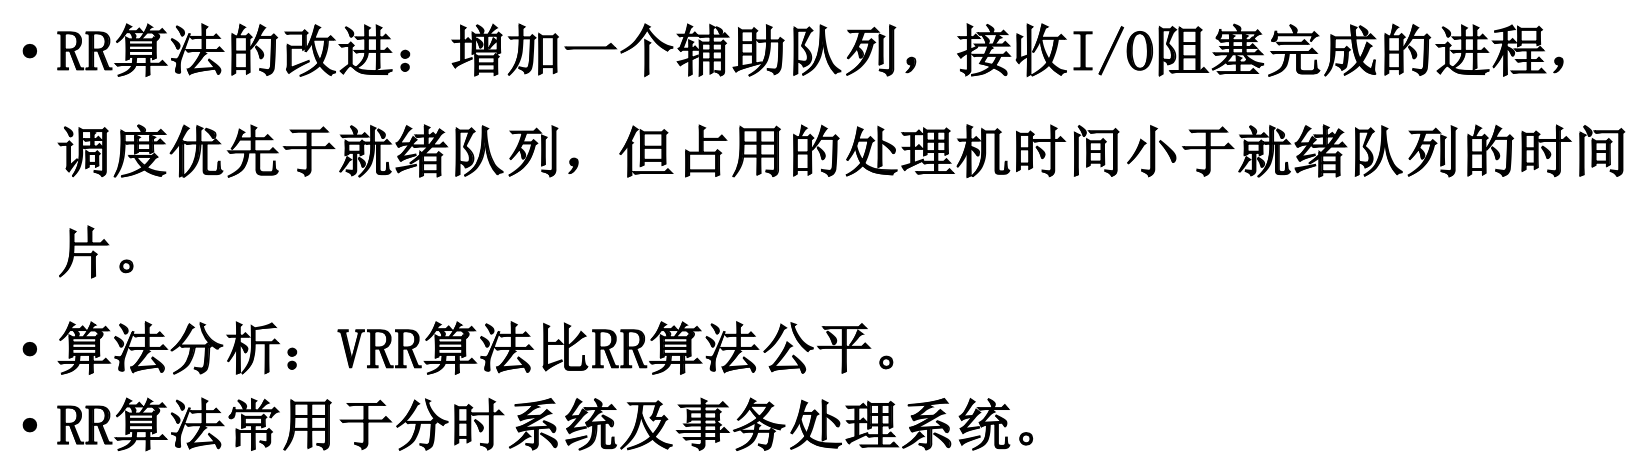 • RR算法的改进：增加一个辅助队列，接收I/O阻塞完成的进程，
调度优先于就绪队列，但占用的处理机时间小于就绪队列的时间
片。
• 算法分析：VRR算法比RR算法公平。
• RR算法常用于分时系统及事务处理系统。